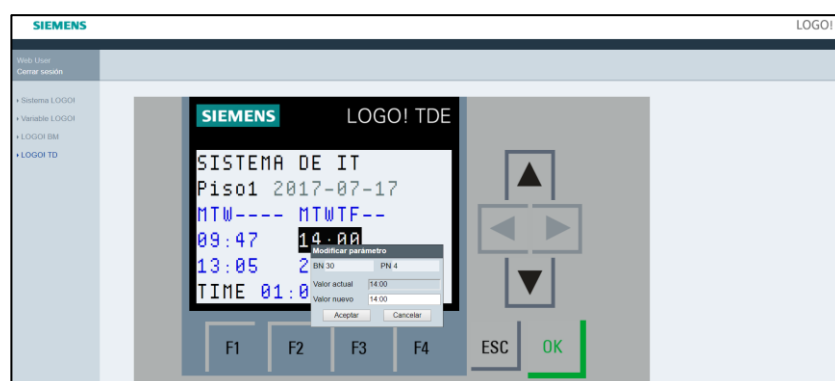 SIEMENS
LOGO!
Web User
Cerrar sesión
Sistema LOGO!
Variable LOGO!
LOGO! BM
LOGO! TD
SIEMENS LOGO! TDE
SISTEMA DE IT
Piso1 2017-07-17
MTW---- MTWTF--
09:47 14:00
13:05 2
TIME 01:0
Modificar parámetro
BN 30 PN 4
Valor actual 14:00
Valor nuevo 14:00
Aceptar Cancelar
F1 F2 F3 F4 ESC OK